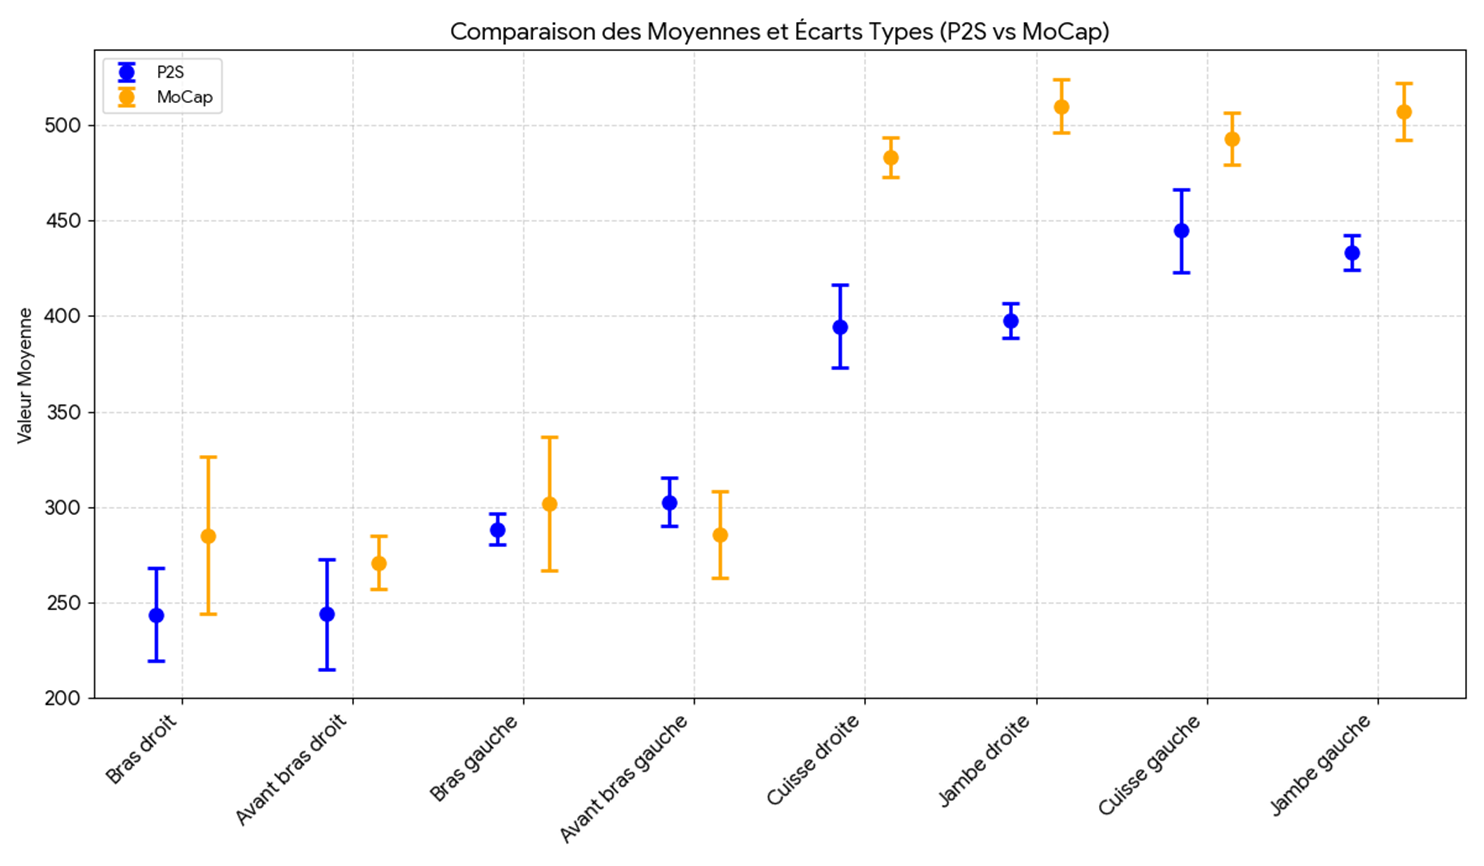 Comparaison des Moyennes et Écarts Types (P2S vs MoCap)
P2S
MoCap
Valeur Moyenne
500
450
400
350
300
250
200
Bras droit
Avant bras droit
Bras gauche
Avant bras gauche
Cuisse droite
Jambe droite
Cuisse gauche
Jambe gauche